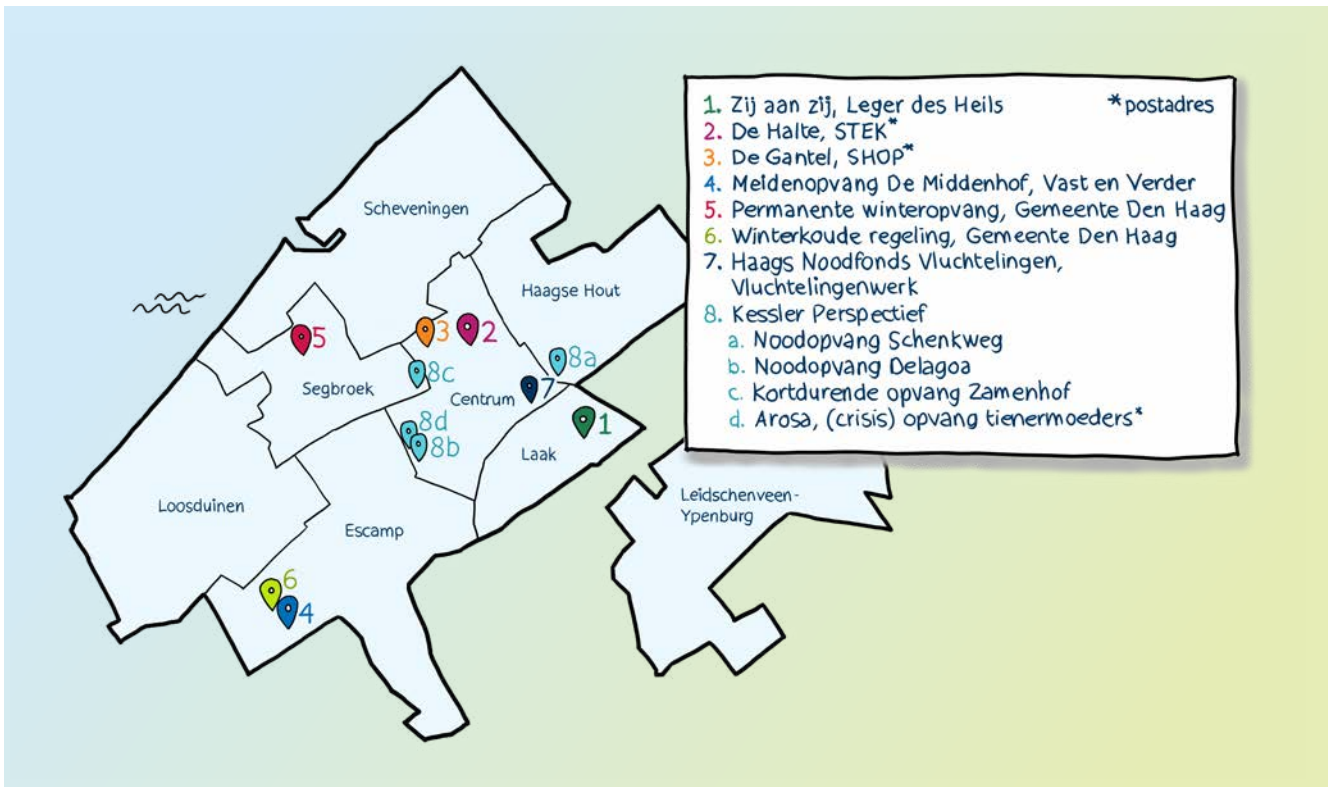 1. Zij aan zij, Leger des Heils *postadres
2. De Halte, STEK*
3. De Gantel, SHOP*
4. Meidenopvang De Middenhof, Vast en Verder
5. Permanente winteropvang, Gemeente Den Haag
6. Winterkoude regeling, Gemeente Den Haag
7. Haags Noodfonds Vluchtelingen,
Vluchtelingenwerk
8. Kessler Perspectief
a. Noodopvang Schenkweg
b. Noodopvang Delagoa
c. Kortdurende opvang Zamenhof
d. Arosa, (crisis) opvang tienermoeders*
Scheveningen
Haagse Hout
5
3
2
8a
8c
7
Segbroek
Centrum
8d
8b
1
Laak
Loosduinen
Escamp
Leidschenveen-
Ypenburg
6
4